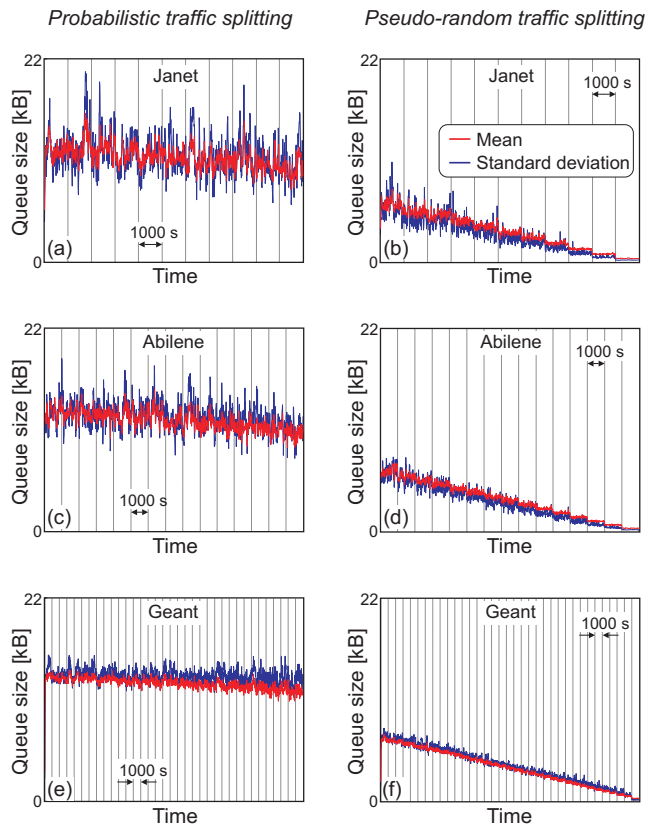 Probabilistic traffic splitting
Pseudo-random traffic splitting
22
Janet
Queue size [kB]
(a)
1000 s
0
Time
22
Janet
1000 s
Mean
Standard deviation
Queue size [kB]
(b)
0
Time
22
Abilene
Queue size [kB]
(c)
1000 s
0
Time
22
Abilene
1000 s
Queue size [kB]
(d)
0
Time
22
Geant
Queue size [kB]
(e)
1000 s
0
Time
22
Geant
1000 s
Queue size [kB]
(f)
0
Time